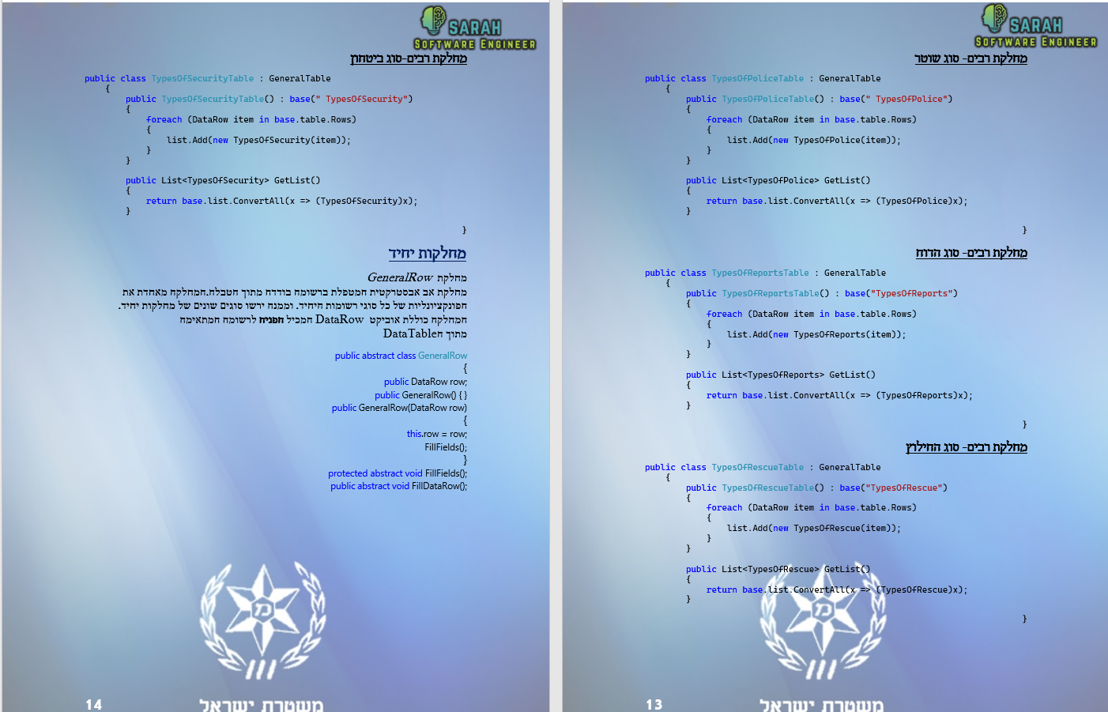 SARAH
SOFTWARE ENGINEER
מחלקת רבים- סוג שוטר
public class TypesOfPoliceTable : GeneralTable
{
public TypesOfPoliceTable() : base(" TypesOfPolice")
{
foreach (DataRow item in base.table.Rows)
{
list.Add(new TypesOfPolice(item));
}
}
public List<TypesOfPolice> GetList()
{
return base.list.ConvertAll(x => (TypesOfPolice)x);
}
}
מחלקת רבים- סוג הדוח
public class TypesOfReportsTable : GeneralTable
{
public TypesOfReportsTable() : base("TypesOfReports")
{
foreach (DataRow item in base.table.Rows)
{
list.Add(new TypesOfReports(item));
}
}
public List<TypesOfReports> GetList()
{
return base.list.ConvertAll(x => (TypesOfReports)x);
}
}
מחלקת רבים- סוג החילוץ
public class TypesOfRescueTable : GeneralTable
{
public TypesOfRescueTable() : base("TypesOfRescue")
{
foreach (DataRow item in base.table.Rows)
{
list.Add(new TypesOfRescue(item));
}
}
public List<TypesOfRescue> GetList()
{
return base.list.ConvertAll(x => (TypesOfRescue)x);
}
}
משטרת ישראל
13
SARAH
SOFTWARE ENGINEER
מחלקת רבים-סוג ביטחון
public class TypesOfSecurityTable : GeneralTable
{
public TypesOfSecurityTable() : base(" TypesOfSecurity")
{
foreach (DataRow item in base.table.Rows)
{
list.Add(new TypesOfSecurity(item));
}
}
public List<TypesOfSecurity> GetList()
{
return base.list.ConvertAll(x => (TypesOfSecurity)x);
}
}
מחלקות יחיד
מחלקת GeneralRow
מחלקת אב אבסטרקטית המטפלת ברשומה בודדה מתוך הטבלה.המחלקה מאחדת את
הפונקציונליות של כל סוגי רשומות היחיד. וממנה ירשו סוגים שונים של מחלקות יחיד.
המחלקה כוללת אוביקט DataRow המכיל הפניה לרשומה המתאימה
מתוך הDataTable
public abstract class GeneralRow
{
public DataRow row;
public GeneralRow() { }
public GeneralRow(DataRow row)
{
this.row = row;
FillFields();
}
protected abstract void FillFields();
public abstract void FillDataRow();
משטרת ישראל
14